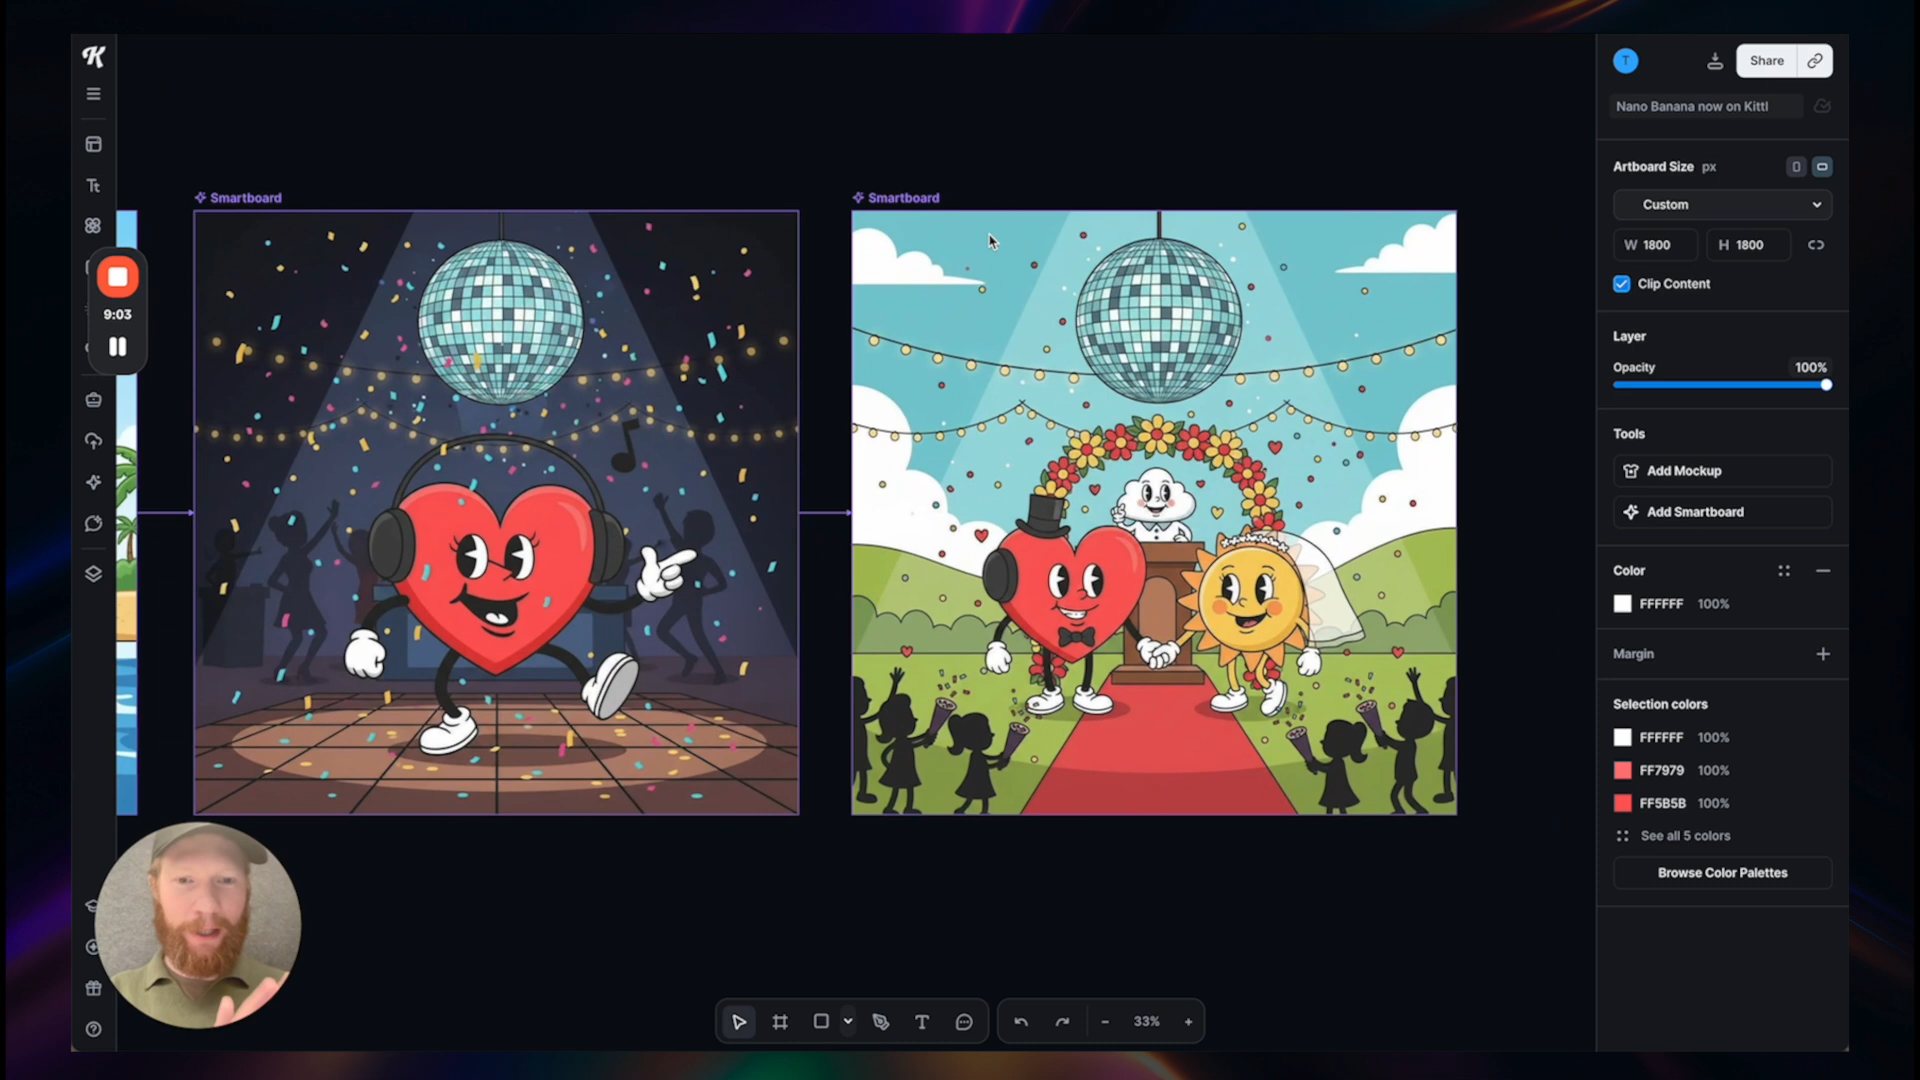 K
Tt
9:03
Smartboard
Smartboard
T
Share
Nano Banana now on Kittl
Artboard Size px
Custom
W 1800
H 1800
Clip Content
Layer
Opacity
100%
Tools
Add Mockup
Add Smartboard
Color
FFFFFF 100%
Margin
Selection colors
FFFFFF 100%
FF7979 100%
FF5B5B 100%
See all 5 colors
Browse Color Palettes
T
33%